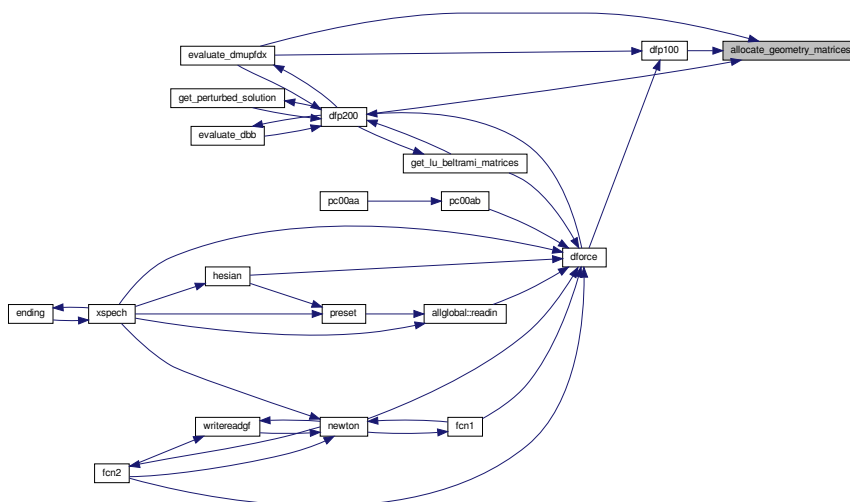 evaluate_dmupfdx
dfp100
allocate_geometry_matrices
get_perturbed_solution
dfp200
evaluate_dbb
get_lu_beltrami_matrices
pc00aa
pc00ab
dforce
hesian
ending
xspech
preset
allglobal::readin
writereadgf
newton
fcn1
fcn2